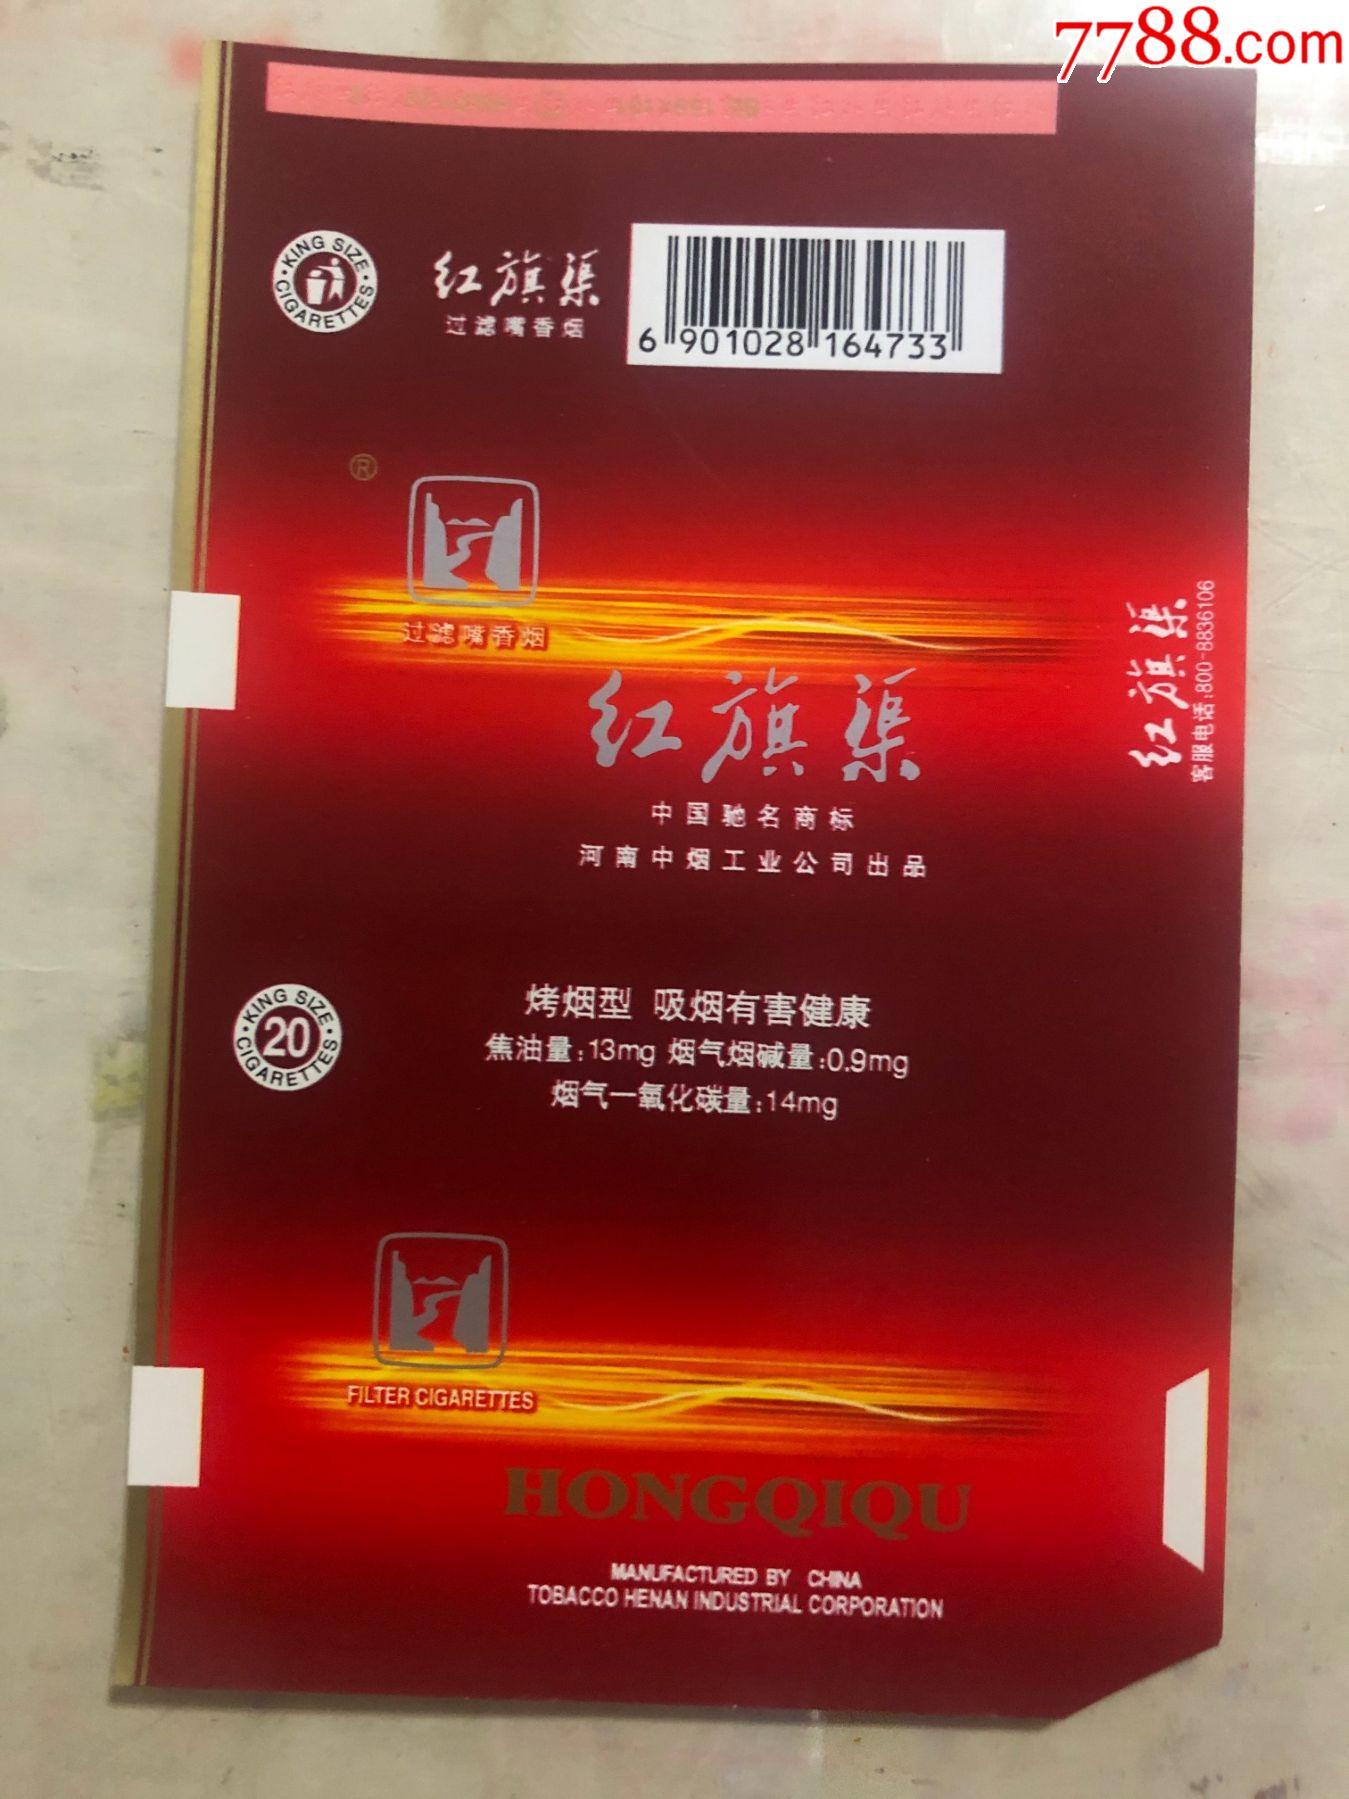 7788.com
KING SIZE
CIGARETTES
红旗渠
过滤嘴香烟
6 901028 164733
®
过滤嘴香烟
红旗渠
中国驰名商标
河南中烟工业公司出品
红旗渠
客服电话:800-8836106
KING SIZE
20
CIGARETTES
烤烟型 吸烟有害健康
焦油量:13mg 烟气烟碱量:0.9mg
烟气一氧化碳量:14mg
FILTER CIGARETTES
HONGQIQU
MANUFACTURED BY CHINA
TOBACCO HENAN INDUSTRIAL CORPORATION